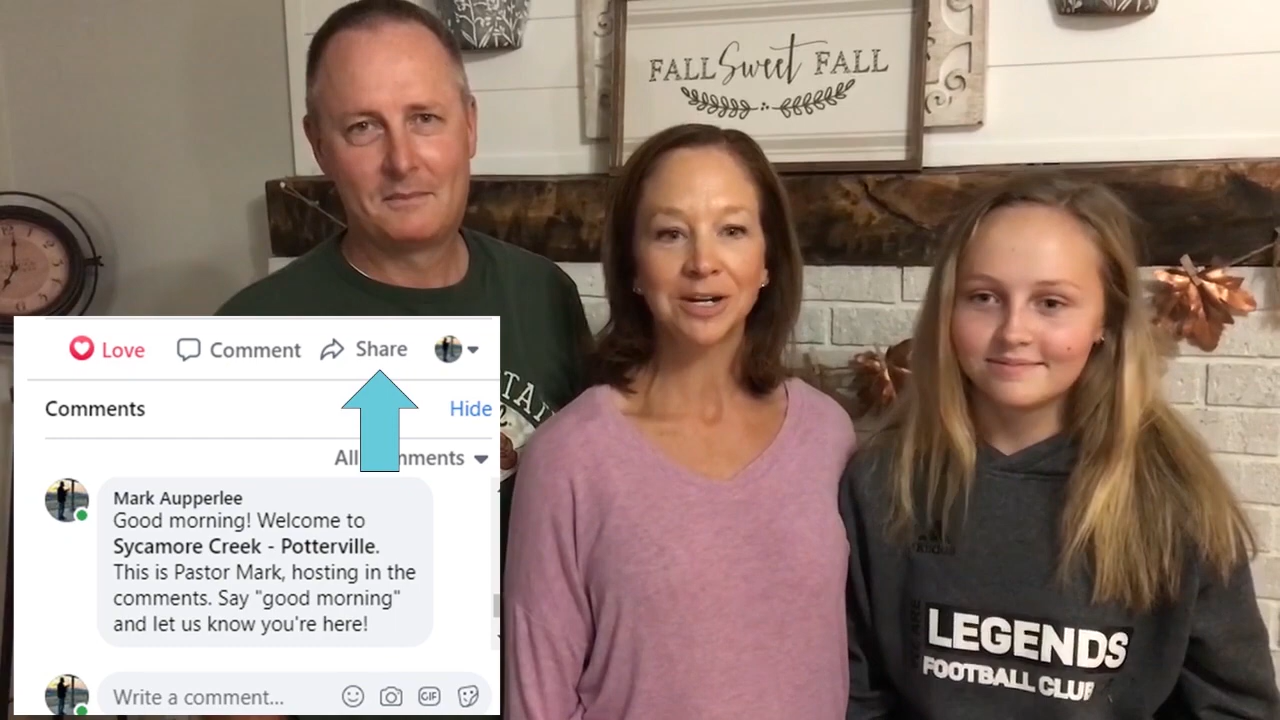 FALL Sweet FALL
Love Comment Share
Comments Hide
All
Mark Aupperlee
Good morning! Welcome to
Sycamore Creek - Potterville.
This is Pastor Mark, hosting in the
comments. Say "good morning"
and let us know you're here!
Write a comment... GIF
LEGENDS
FOOTBALL CLUB